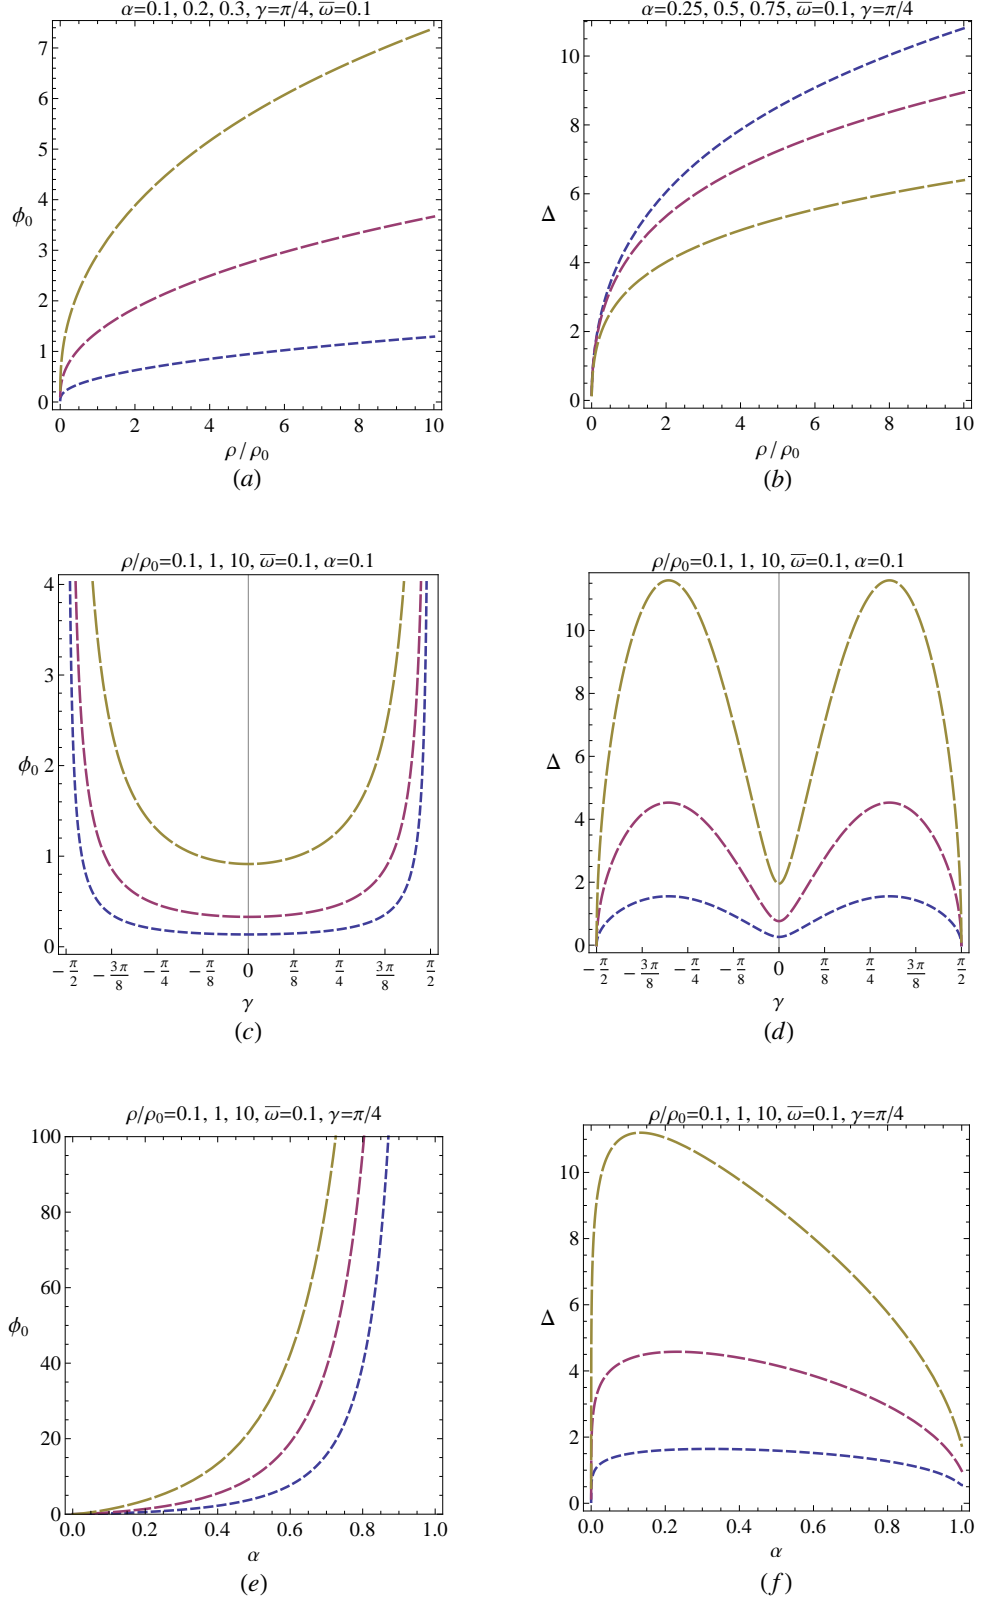 α=0.1, 0.2, 0.3, γ=π/4, ω̅=0.1
7
6
5
4
ϕ₀
3
2
1
0
0 2 4 6 8 10
ρ/ρ₀
(a)
α=0.25, 0.5, 0.75, ω̅=0.1, γ=π/4
10
8
6
Δ
4
2
0
0 2 4 6 8 10
ρ/ρ₀
(b)
ρ/ρ₀=0.1, 1, 10, ω̅=0.1, α=0.1
4
3
ϕ₀ 2
1
0
-π/2 -3π/8 -π/4 -π/8 0 π/8 π/4 3π/8 π/2
γ
(c)
ρ/ρ₀=0.1, 1, 10, ω̅=0.1, α=0.1
10
8
6
Δ
4
2
0
-π/2 -3π/8 -π/4 -π/8 0 π/8 π/4 3π/8 π/2
γ
(d)
ρ/ρ₀=0.1, 1, 10, ω̅=0.1, γ=π/4
100
80
60
ϕ₀
40
20
0
0.0 0.2 0.4 0.6 0.8 1.0
α
(e)
ρ/ρ₀=0.1, 1, 10, ω̅=0.1, γ=π/4
10
8
6
Δ
4
2
0
0.0 0.2 0.4 0.6 0.8 1.0
α
(f)